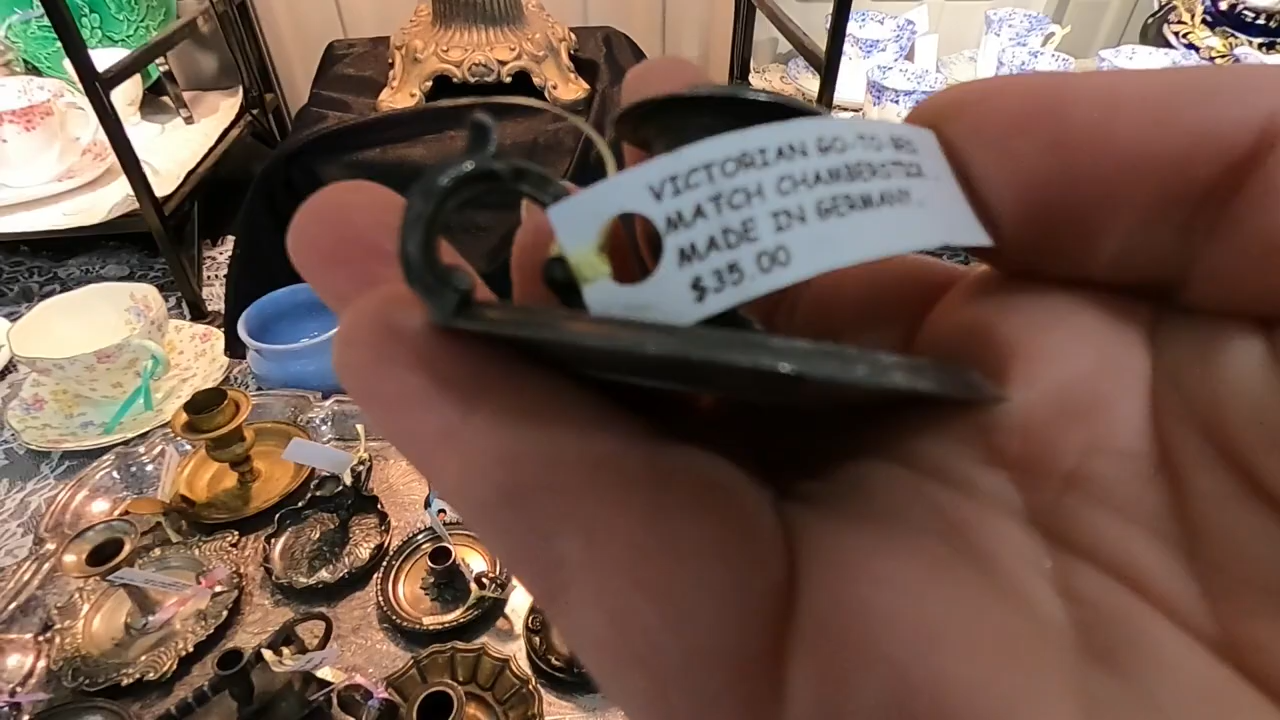 VICTORIAN GO-TO-BED
MATCH CHAMBERSTICK
MADE IN GERMANY.
$35.00